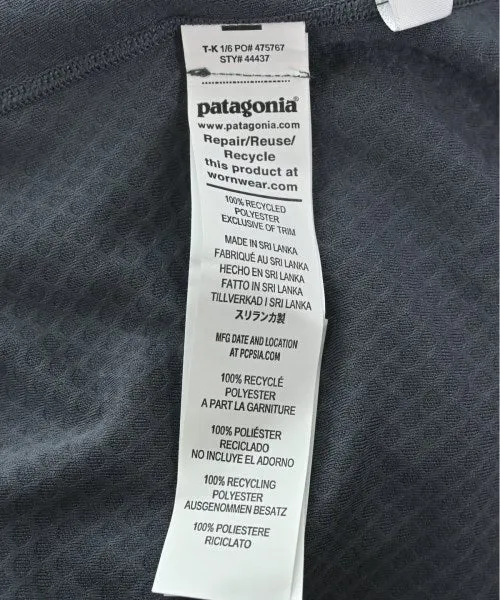 T-K 1/6 PO# 475767
STY# 44437
patagonia®
www.patagonia.com
Repair/Reuse/
Recycle
this product at
wornwear.com
100% RECYCLED
POLYESTER
EXCLUSIVE OF TRIM
MADE IN SRI LANKA
FABRIQUÉ AU SRI LANKA
HECHO EN SRI LANKA
FATTO IN SRI LANKA
TILLVERKAD I SRI LANKA
スリランカ製
MFG DATE AND LOCATION
AT PCPSIA.COM
100% RECYCLÉ
POLYESTER
A PART LA GARNITURE
100% POLIÉSTER
RECICLADO
NO INCLUYE EL ADORNO
100% RECYCLING
POLYESTER
AUSGENOMMEN BESATZ
100% POLIESTERE
RICICLATO